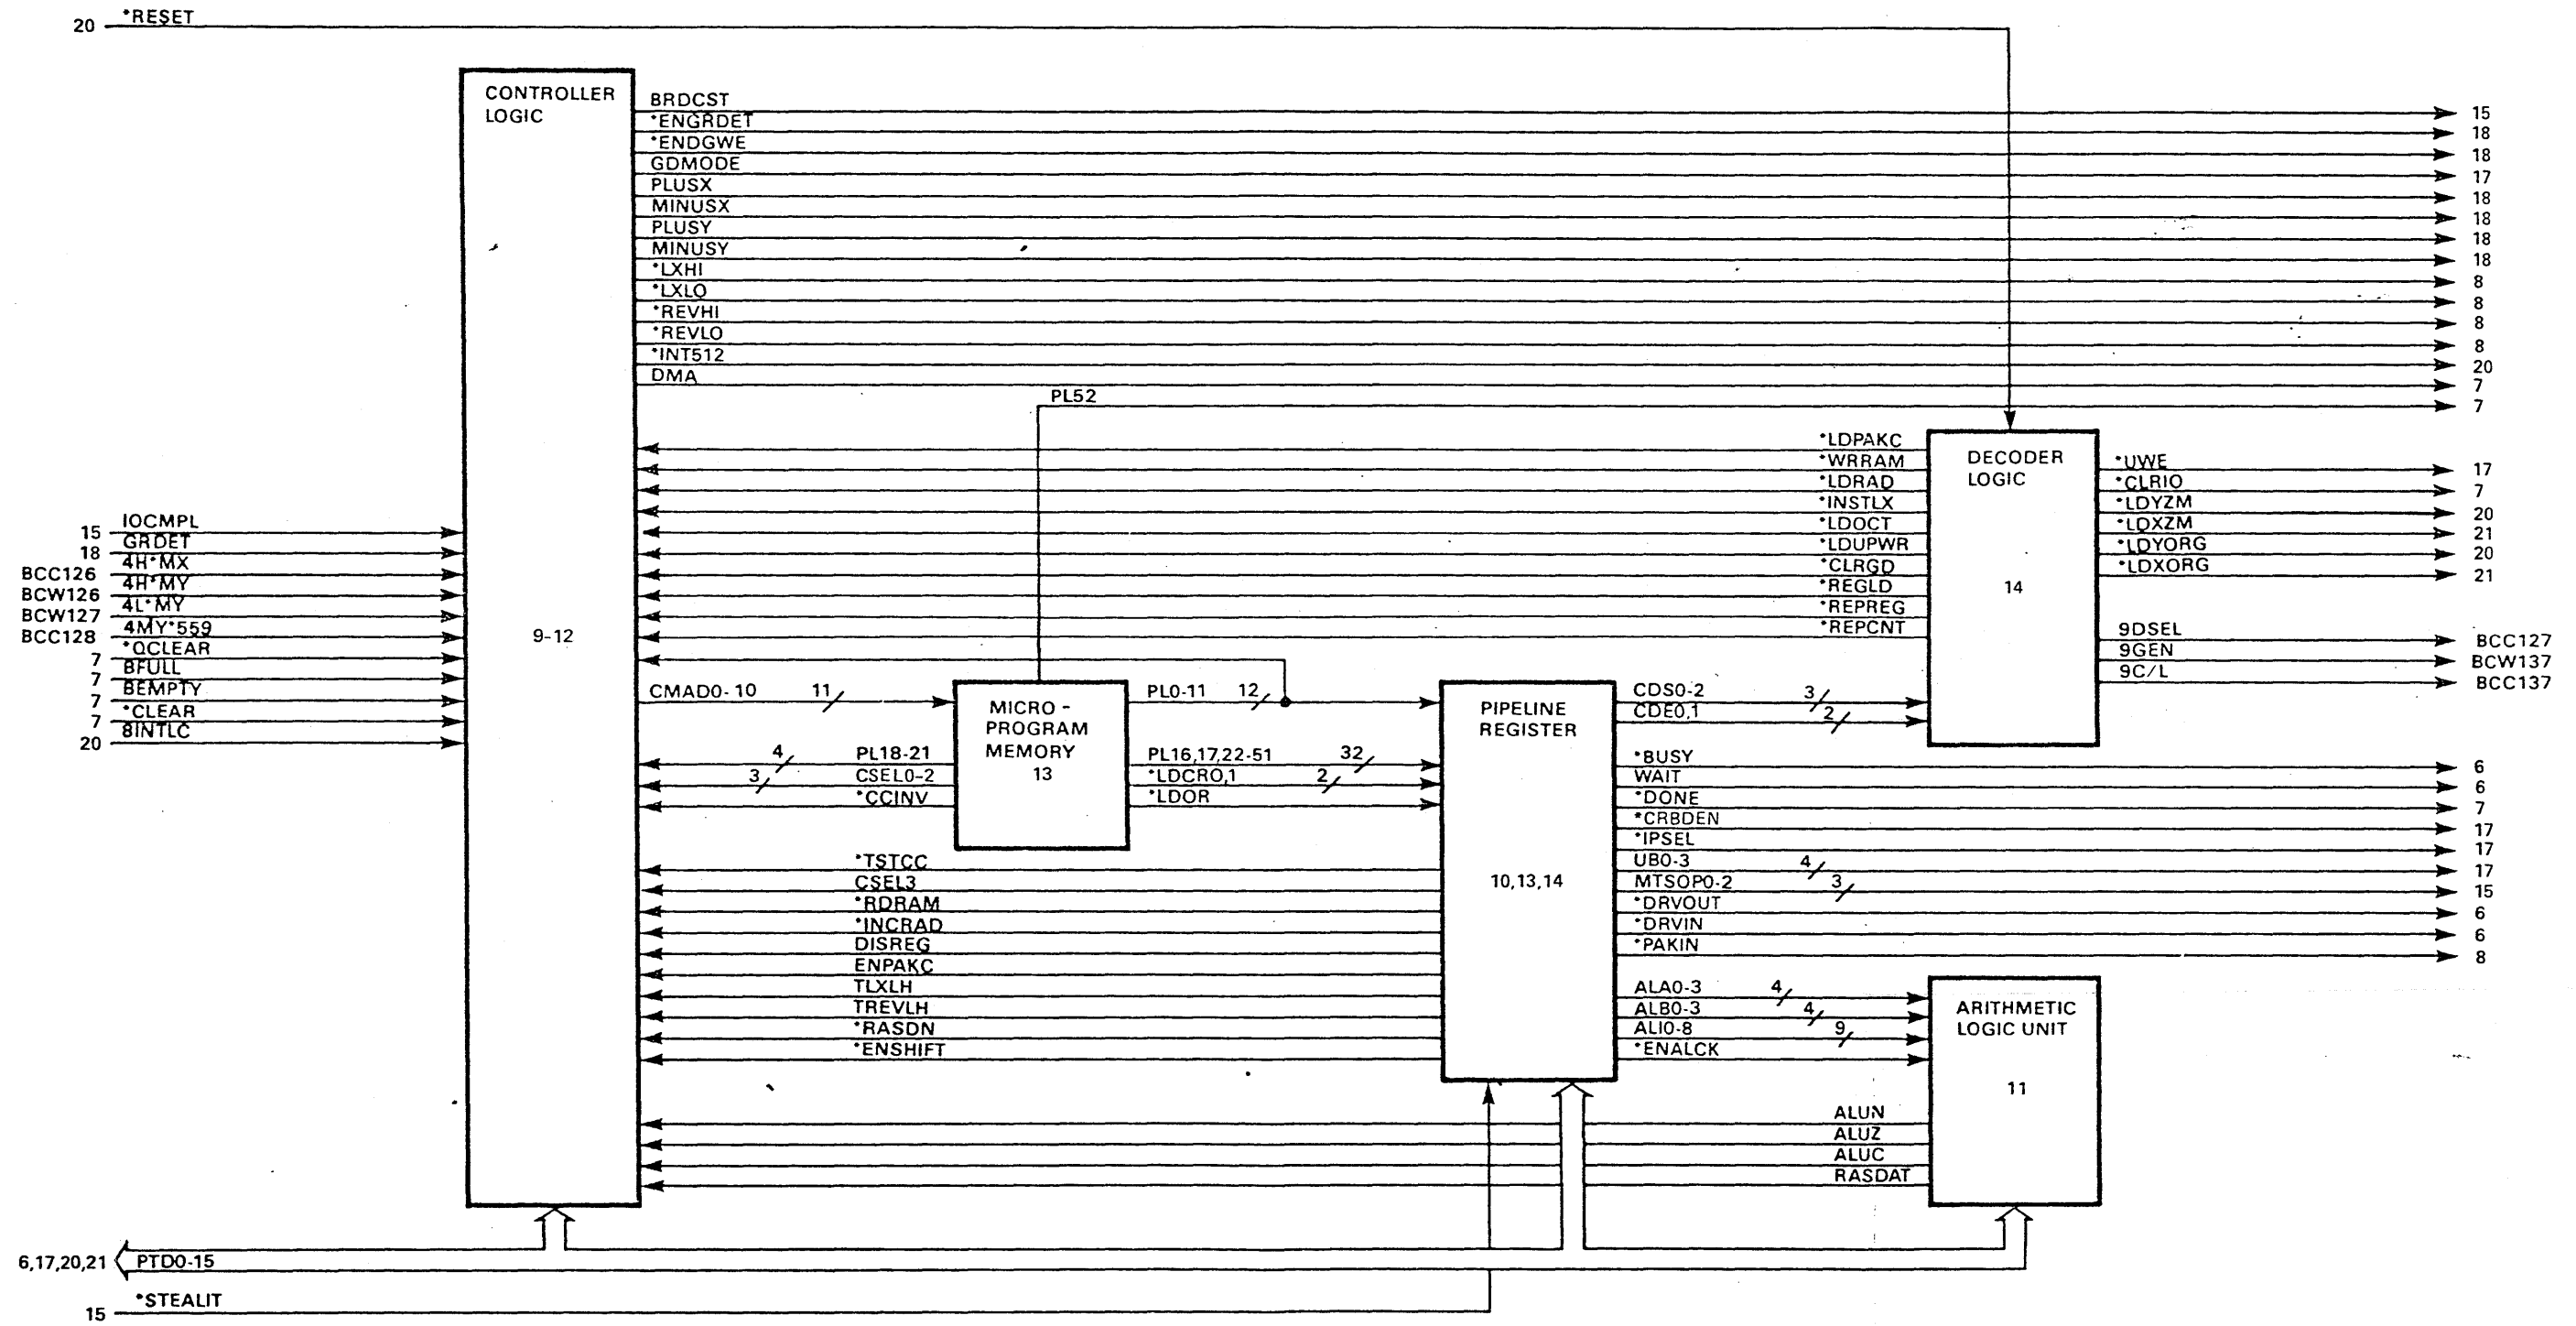 *RESET
20
CONTROLLER
LOGIC
9-12
BRDCST
15
*ENGRDET
18
*ENDGWE
18
GDMODE
17
PLUSX
18
MINUSX
18
PLUSY
18
MINUSY
18
*LXHI
8
*LXLO
8
*REVHI
8
*REVLO
8
*INT512
20
DMA
7
PL52
7
*LDPAKC
*WRRAM
*LDRAD
*INSTLX
*LDOCT
*LDUPWR
*CLRGD
*REGLD
*REPREG
*REPCNT
DECODER
LOGIC
14
*UWE
17
*CLRIO
7
*LDYZM
20
*LDXZM
21
*LDYORG
20
*LDXORG
21
9DSEL
BCC127
9GEN
BCW137
9C/L
BCC137
15 IOCMPL
18 GRDET
BCC126 4H*MX
BCW126 4H*MY
BCW127 4L*MY
BCC128 4MY*559
7 *QCLEAR
7 BFULL
7 BEMPTY
7 *CLEAR
20 8INTLC
CMAD0-10 11
MICRO-
PROGRAM
MEMORY
13
PL0-11 12
4 PL18-21
3 CSEL0-2
*CCINV
PL16,17,22-51 32
*LDCR0,1 2
*LDOR
PIPELINE
REGISTER
10,13,14
CDS0-2 3
CDE0,1 2
*BUSY 6
WAIT 6
*DONE 7
*CRBDEN 17
*IPSEL 17
UB0-3 4 17
MTSOP0-2 3 15
*DRVOUT 6
*DRVIN 6
*PAKIN 8
*TSTCC
CSEL3
*RDRAM
*INCRAD
DISREG
ENPAKC
TLXLH
TREVLH
*RASDN
*ENSHIFT
ALA0-3 4
ALB0-3 4
ALI0-8 9
*ENALCK
ARITHMETIC
LOGIC UNIT
11
ALUN
ALUZ
ALUC
RASDAT
6,17,20,21 PTD0-15
*STEALIT
15